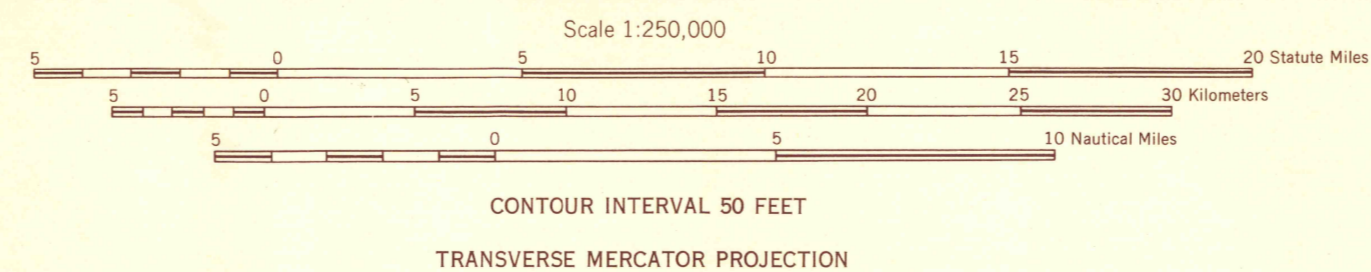 Scale 1:250,000
5 0 5 10 15 20 Statute Miles
5 0 5 10 15 20 25 30 Kilometers
5 0 5 10 Nautical Miles
CONTOUR INTERVAL 50 FEET
TRANSVERSE MERCATOR PROJECTION